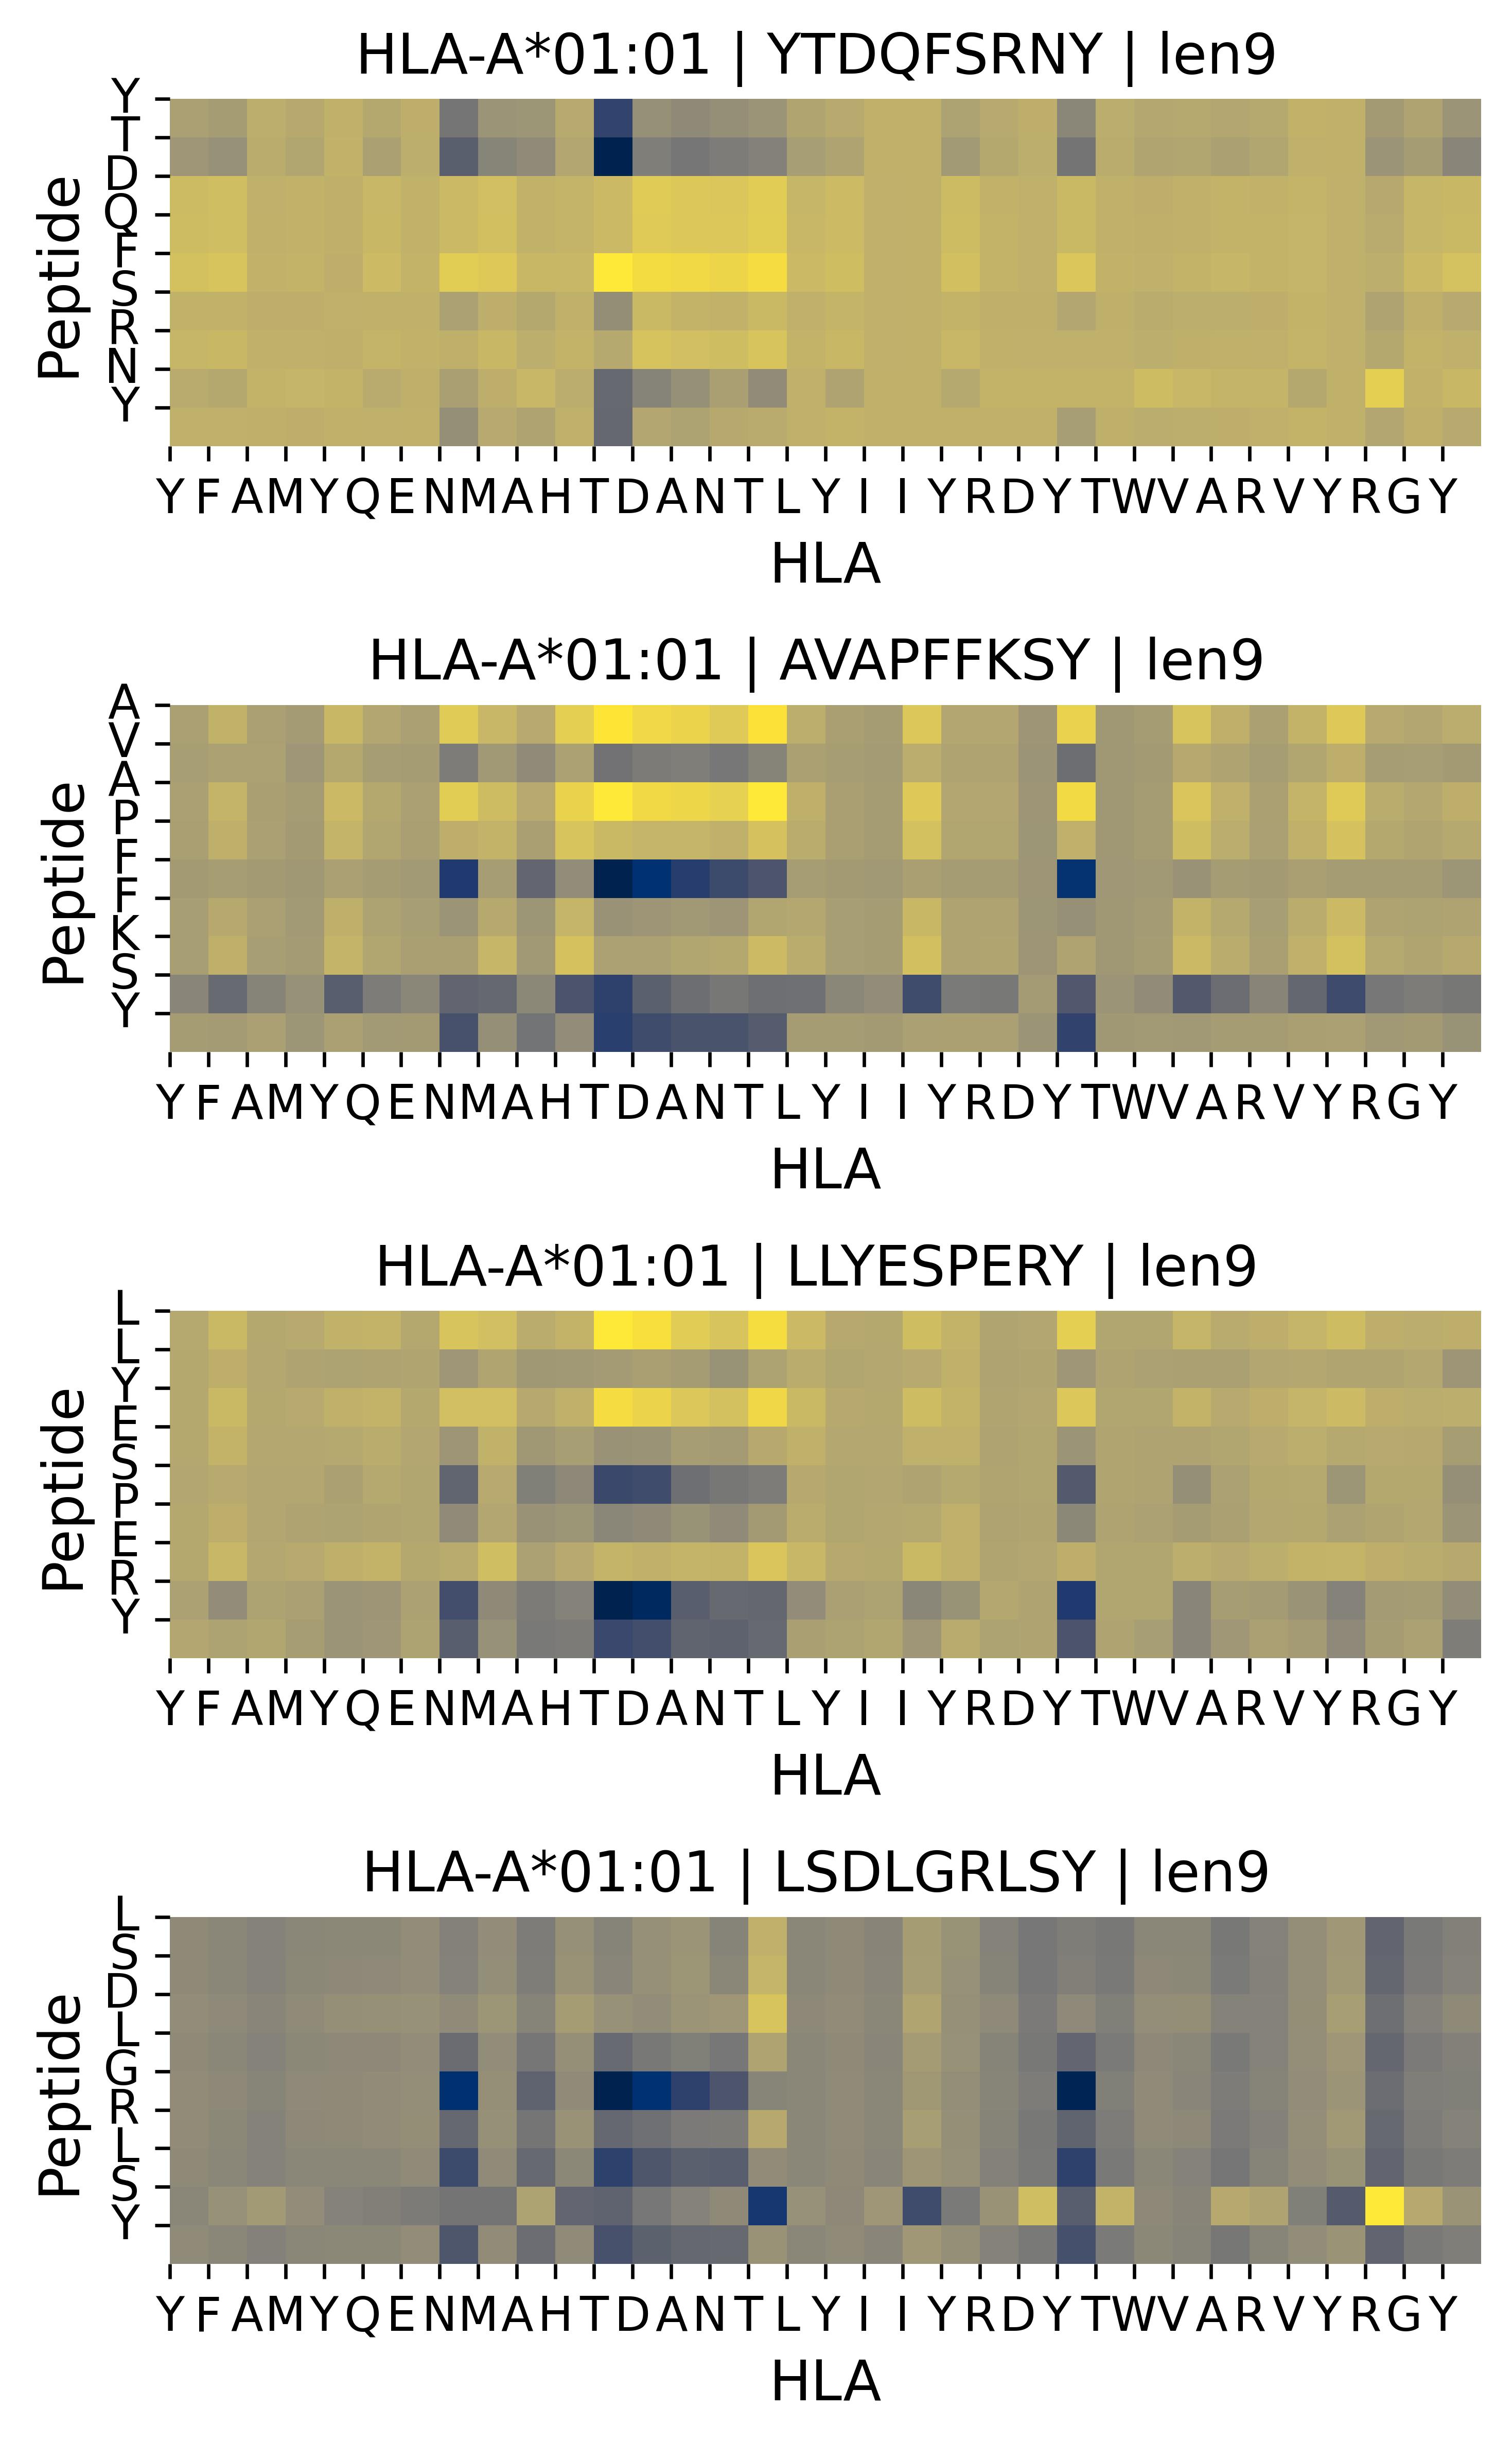 HLA-A*01:01 | YTDQFSRNY | len9
Peptide
Y
T
D
Q
F
S
R
N
Y
Y F A M Y Q E N M A H T D A N T L Y I I Y R D Y T W V A R V Y R G Y
HLA
HLA-A*01:01 | AVAPFFKSY | len9
Peptide
A
V
A
P
F
F
K
S
Y
Y F A M Y Q E N M A H T D A N T L Y I I Y R D Y T W V A R V Y R G Y
HLA
HLA-A*01:01 | LLYESPERY | len9
Peptide
L
L
Y
E
S
P
E
R
Y
Y F A M Y Q E N M A H T D A N T L Y I I Y R D Y T W V A R V Y R G Y
HLA
HLA-A*01:01 | LSDLGRLSY | len9
Peptide
L
S
D
L
G
R
L
S
Y
Y F A M Y Q E N M A H T D A N T L Y I I Y R D Y T W V A R V Y R G Y
HLA